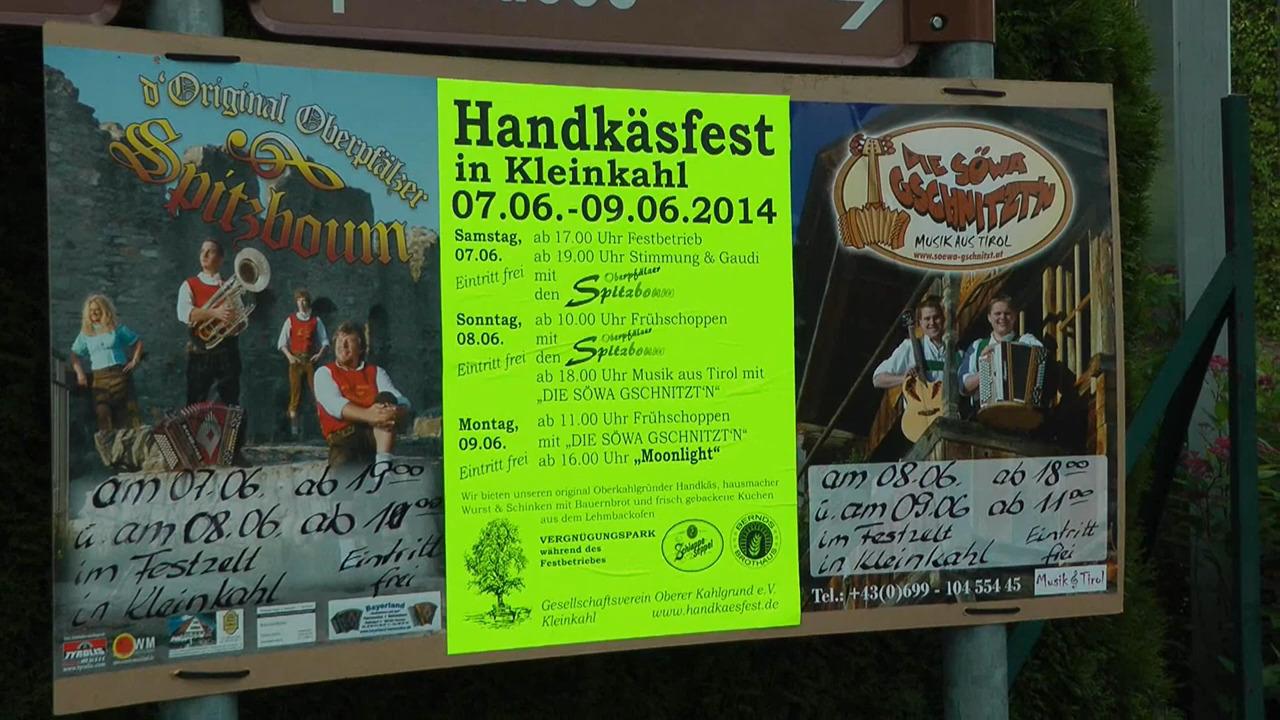 d'Original Oberpfälzer
Spitzboum
am 07.06. ab 19⁰⁰
u. am 08.06. ab 10⁰⁰
im Festzelt Eintritt
in Kleinkahl frei
TYROLIS
WM
Bayerland
Handkäsfest
in Kleinkahl
07.06.-09.06.2014
Samstag, ab 17.00 Uhr Festbetrieb
07.06. ab 19.00 Uhr Stimmung & Gaudi
Eintritt frei mit Oberpfälzer
den Spitzboum
Sonntag, ab 10.00 Uhr Frühschoppen
08.06. mit Oberpfälzer
Eintritt frei den Spitzboum
ab 18.00 Uhr Musik aus Tirol mit
„DIE SÖWA GSCHNITZT'N“
Montag, ab 11.00 Uhr Frühschoppen
09.06. mit „DIE SÖWA GSCHNITZT'N“
Eintritt frei ab 16.00 Uhr „Moonlight“
Wir bieten unseren original Oberkahlgründer Handkäs, hausmacher
Wurst & Schinken mit Bauernbrot und frisch gebackene Kuchen
aus dem Lehmbackofen
VERGNÜGUNGSPARK
während des
Festbetriebes
Schlappe Seppel
BERNDS
BROTHAUS
Gesellschaftsverein Oberer Kahlgrund e.V.
Kleinkahl www.handkaesfest.de
DIE SÖWA
GSCHNITZT'N
MUSIK AUS TIROL
www.soewa-gschnitzt.at
am 08.06. ab 18⁰⁰
u. am 09.06 ab 11⁰⁰
im Festzelt Eintritt
in Kleinkahl frei
Tel.: +43(0)699 - 104 554 45
Musik Tirol